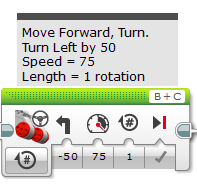 Move Forward, Turn.
Turn Left by 50
Speed = 75
Length = 1 rotation
B + C
#
#
-50 75 1